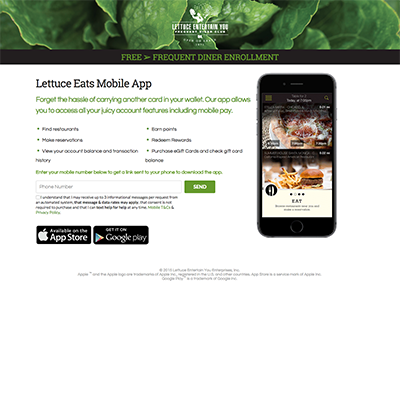 LETTUCE ENTERTAIN YOU
FREQUENT DINER CLUB
FREE ➢ FREQUENT DINER ENROLLMENT
Lettuce Eats Mobile App
Forget the hassle of carrying another card in your wallet. Our app allows
you to access all your juicy account features including mobile pay.
Find restaurants
Make reservations
View your account balance and transaction
history
Earn points
Redeem Rewards
Purchase eGift Cards and check gift card
balance
Enter your mobile number below to get a link sent to your phone to download the app.
Phone Number
SEND
I understand that I may receive up to 3 informational messages per request from
an automated system, that message & data rates may apply, that consent is not
required to purchase and that I can text help for help at any time. Mobile T&Cs &
Privacy Policy.
Available on the
App Store
GET IT ON
Google play
EAT
© 2015 Lettuce Entertain You Enterprises, Inc.
Apple ™ and the Apple logo are trademarks of Apple Inc., registered in the U.S. and other countries. App Store is a service mark of Apple Inc.
Google Play™ is a trademark of Google Inc.